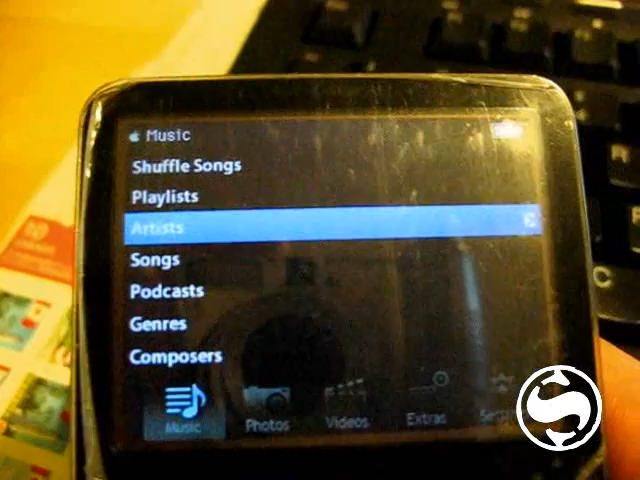 Music
Shuffle Songs
Playlists
Artists
Songs
Podcasts
Genres
Composers
Music Photos Videos Extras
C